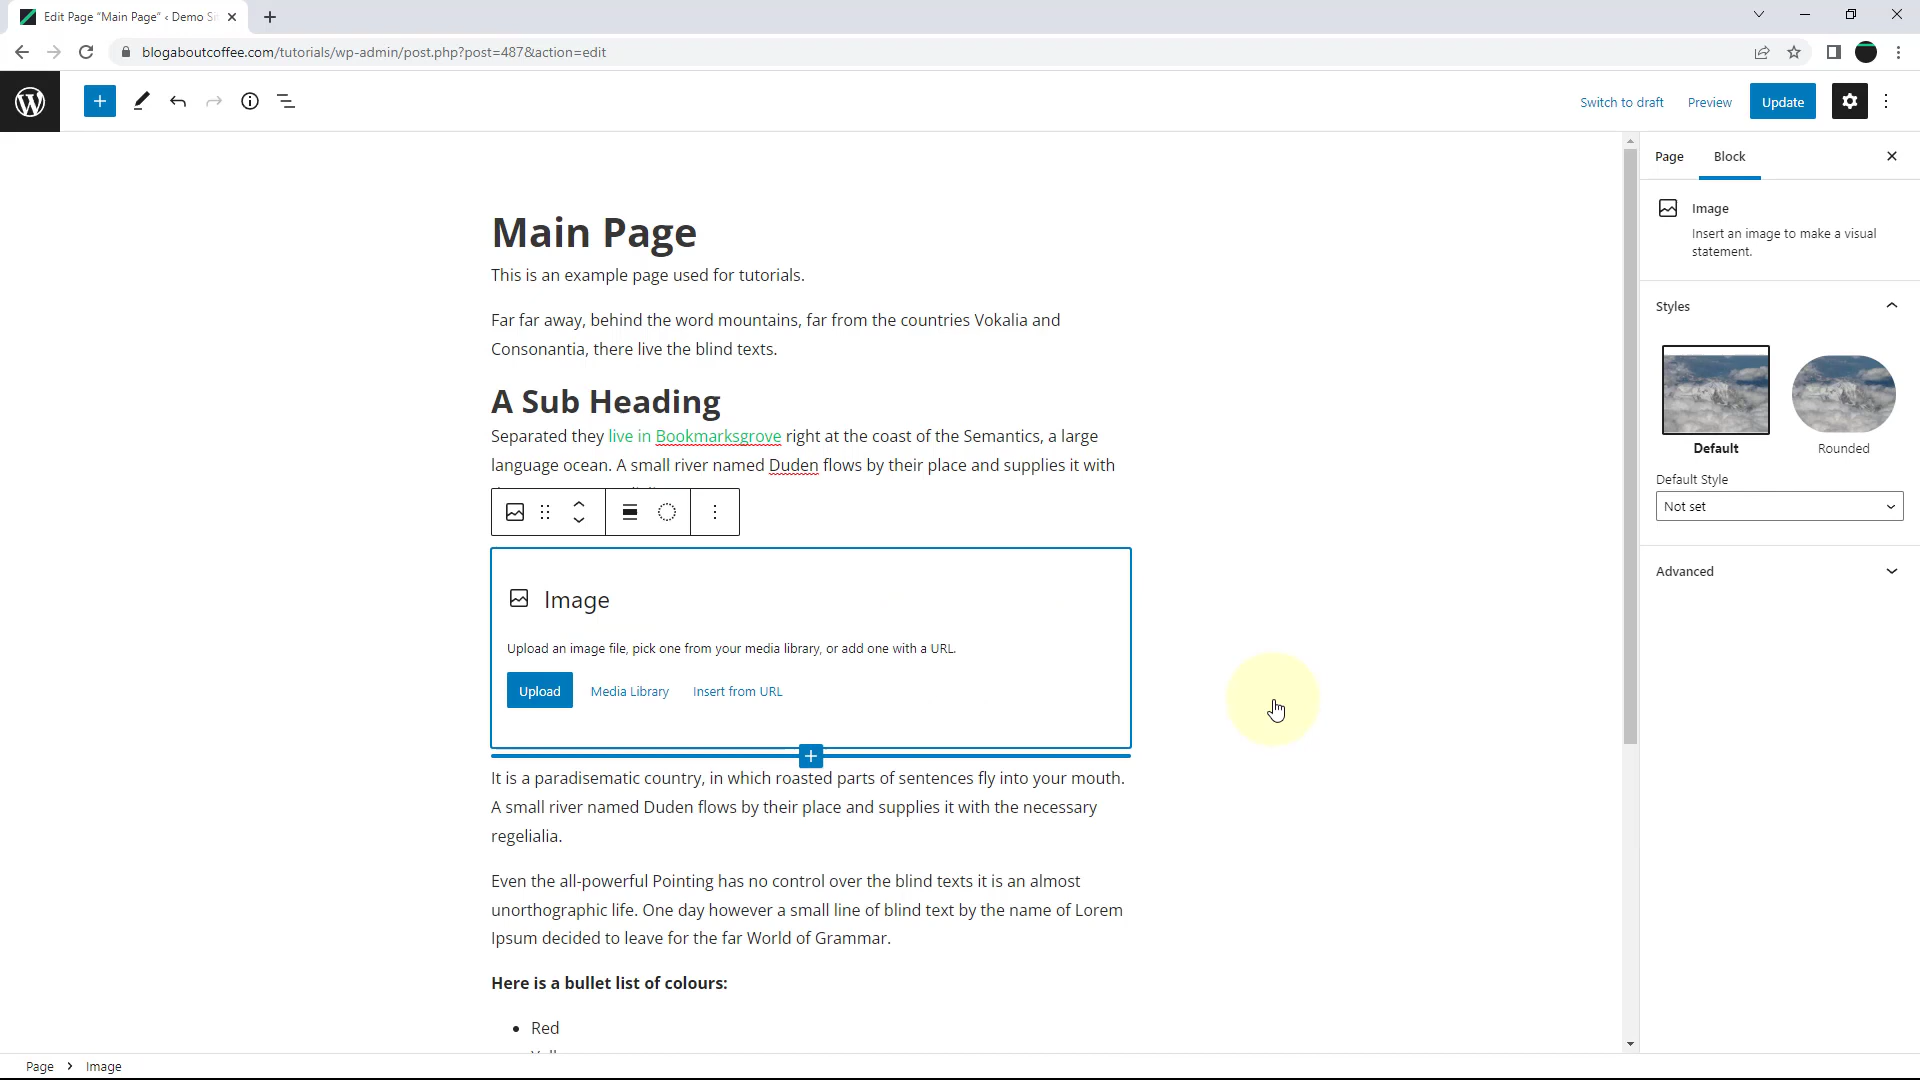 Edit Page “Main Page” ‹ Demo
blogaboutcoffee.com/tutorials/wp-admin/post.php?post=487&action=edit
Switch to draft
Preview
Update
Main Page
This is an example page used for tutorials.
Far far away, behind the word mountains, far from the countries Vokalia and
Consonantia, there live the blind texts.
A Sub Heading
Separated they live in Bookmarksgrove right at the coast of the Semantics, a large
language ocean. A small river named Duden flows by their place and supplies it with
Image
Upload an image file, pick one from your media library, or add one with a URL.
Upload
Media Library
Insert from URL
It is a paradisematic country, in which roasted parts of sentences fly into your mouth.
A small river named Duden flows by their place and supplies it with the necessary
regelialia.
Even the all-powerful Pointing has no control over the blind texts it is an almost
unorthographic life. One day however a small line of blind text by the name of Lorem
Ipsum decided to leave for the far World of Grammar.
Here is a bullet list of colours:
• Red
Page
Block
Image
Insert an image to make a visual
statement.
Styles
Default
Rounded
Default Style
Not set
Advanced
Page › Image